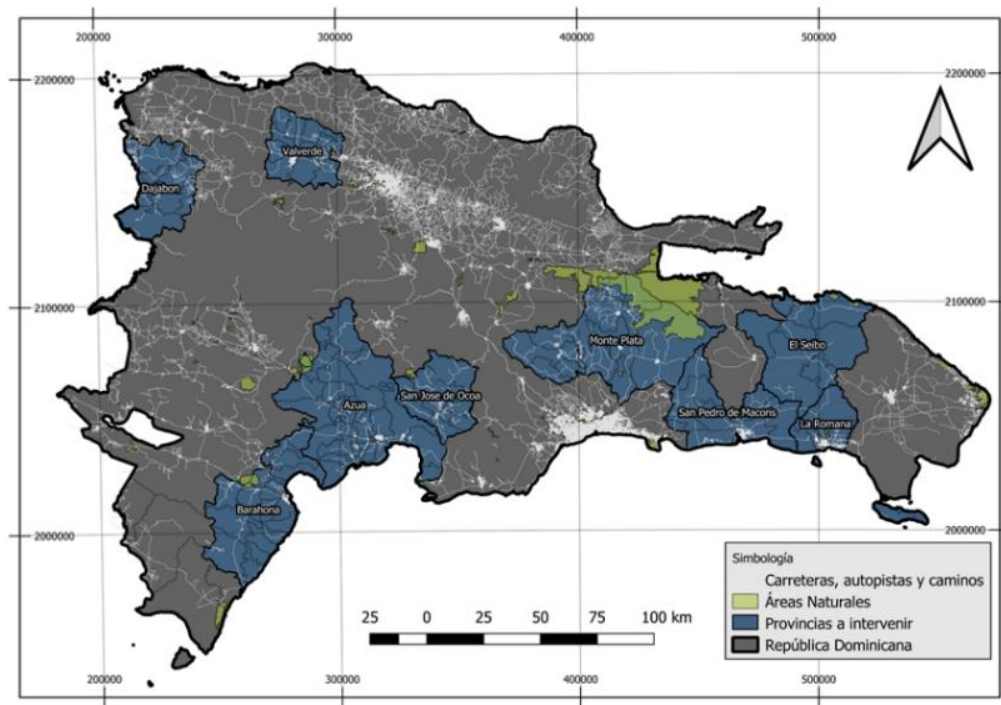 200000 300000 400000 500000
2200000 2200000
Valverde
Dajabon
2100000 2100000
Monte Plata
El Seibo
San Jose de Ocoa
Azua
San Pedro de Macoris
La Romana
Barahona
2000000 2000000
Simbología
Carreteras, autopistas y caminos
Áreas Naturales
Provincias a intervenir
República Dominicana
25 0 25 50 75 100 km
200000 300000 400000 500000